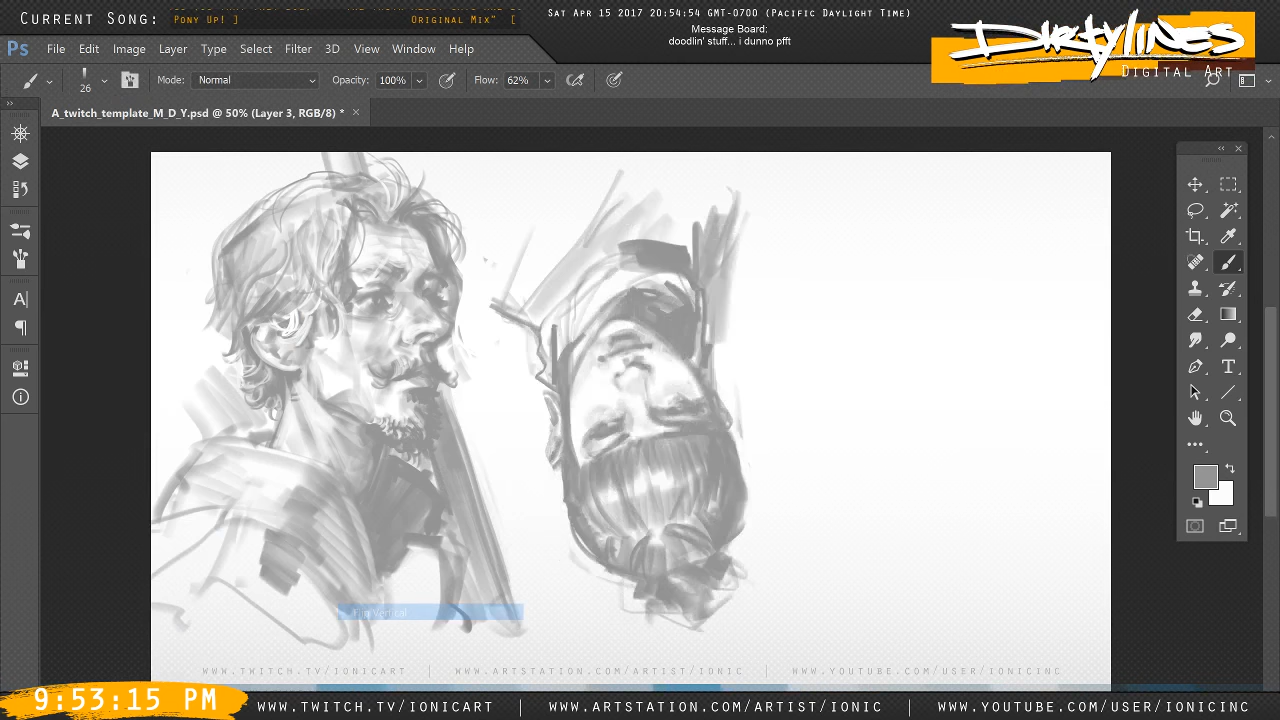 Current Song:
Pony Up! ]
Original Mix" [
Sat Apr 15 2017 20:54:54 GMT-0700 (Pacific Daylight Time)
Message Board:
doodlin' stuff... i dunno pfft
DirtyLines
Digital Art
Ps File Edit Image Layer Type Select Filter 3D View Window Help
26 Mode: Normal Opacity: 100% Flow: 62%
A_twitch_template_M_D_Y.psd @ 50% (Layer 3, RGB/8) * ×
Flip Vertical
www.twitch.tv/ionicart | www.artstation.com/artist/ionic | www.youtube.com/user/ionicinc
9:53:15 PM
www.twitch.tv/ionicart | www.artstation.com/artist/ionic | www.youtube.com/user/ionicinc